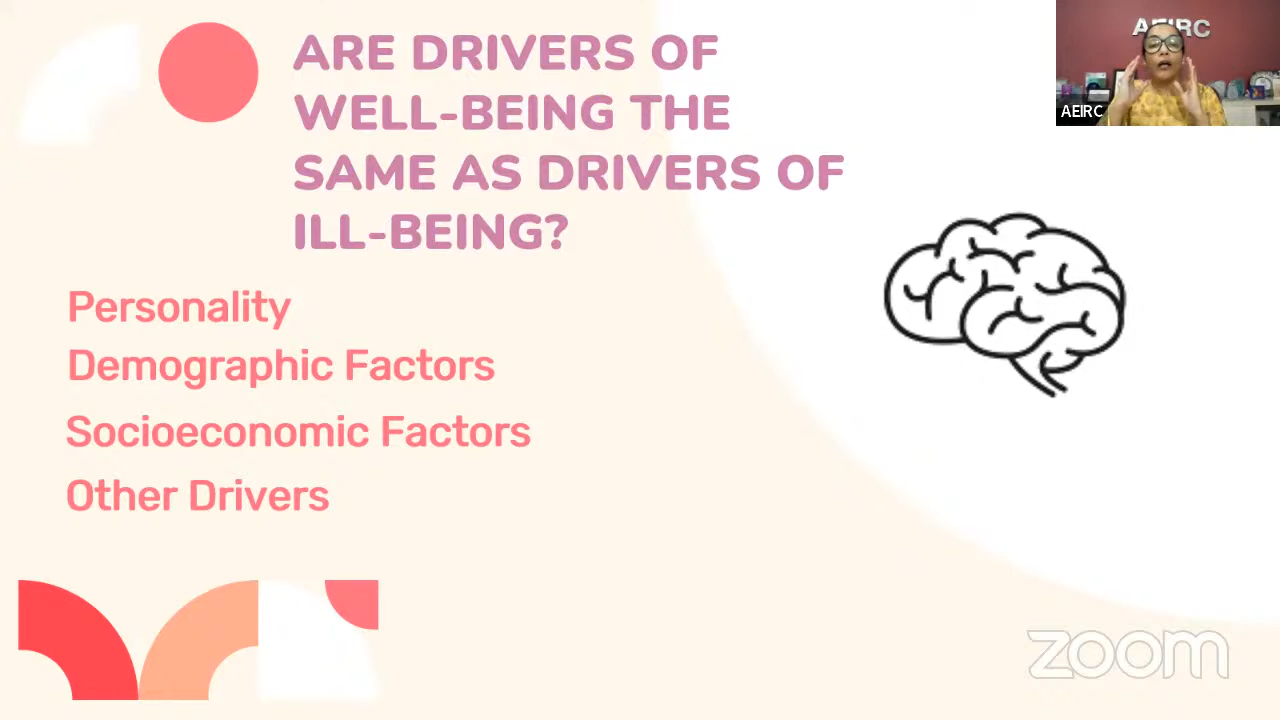 ARE DRIVERS OF
WELL-BEING THE
SAME AS DRIVERS OF
ILL-BEING?
Personality
Demographic Factors
Socioeconomic Factors
Other Drivers
AEIRC
AEIRC
zoom